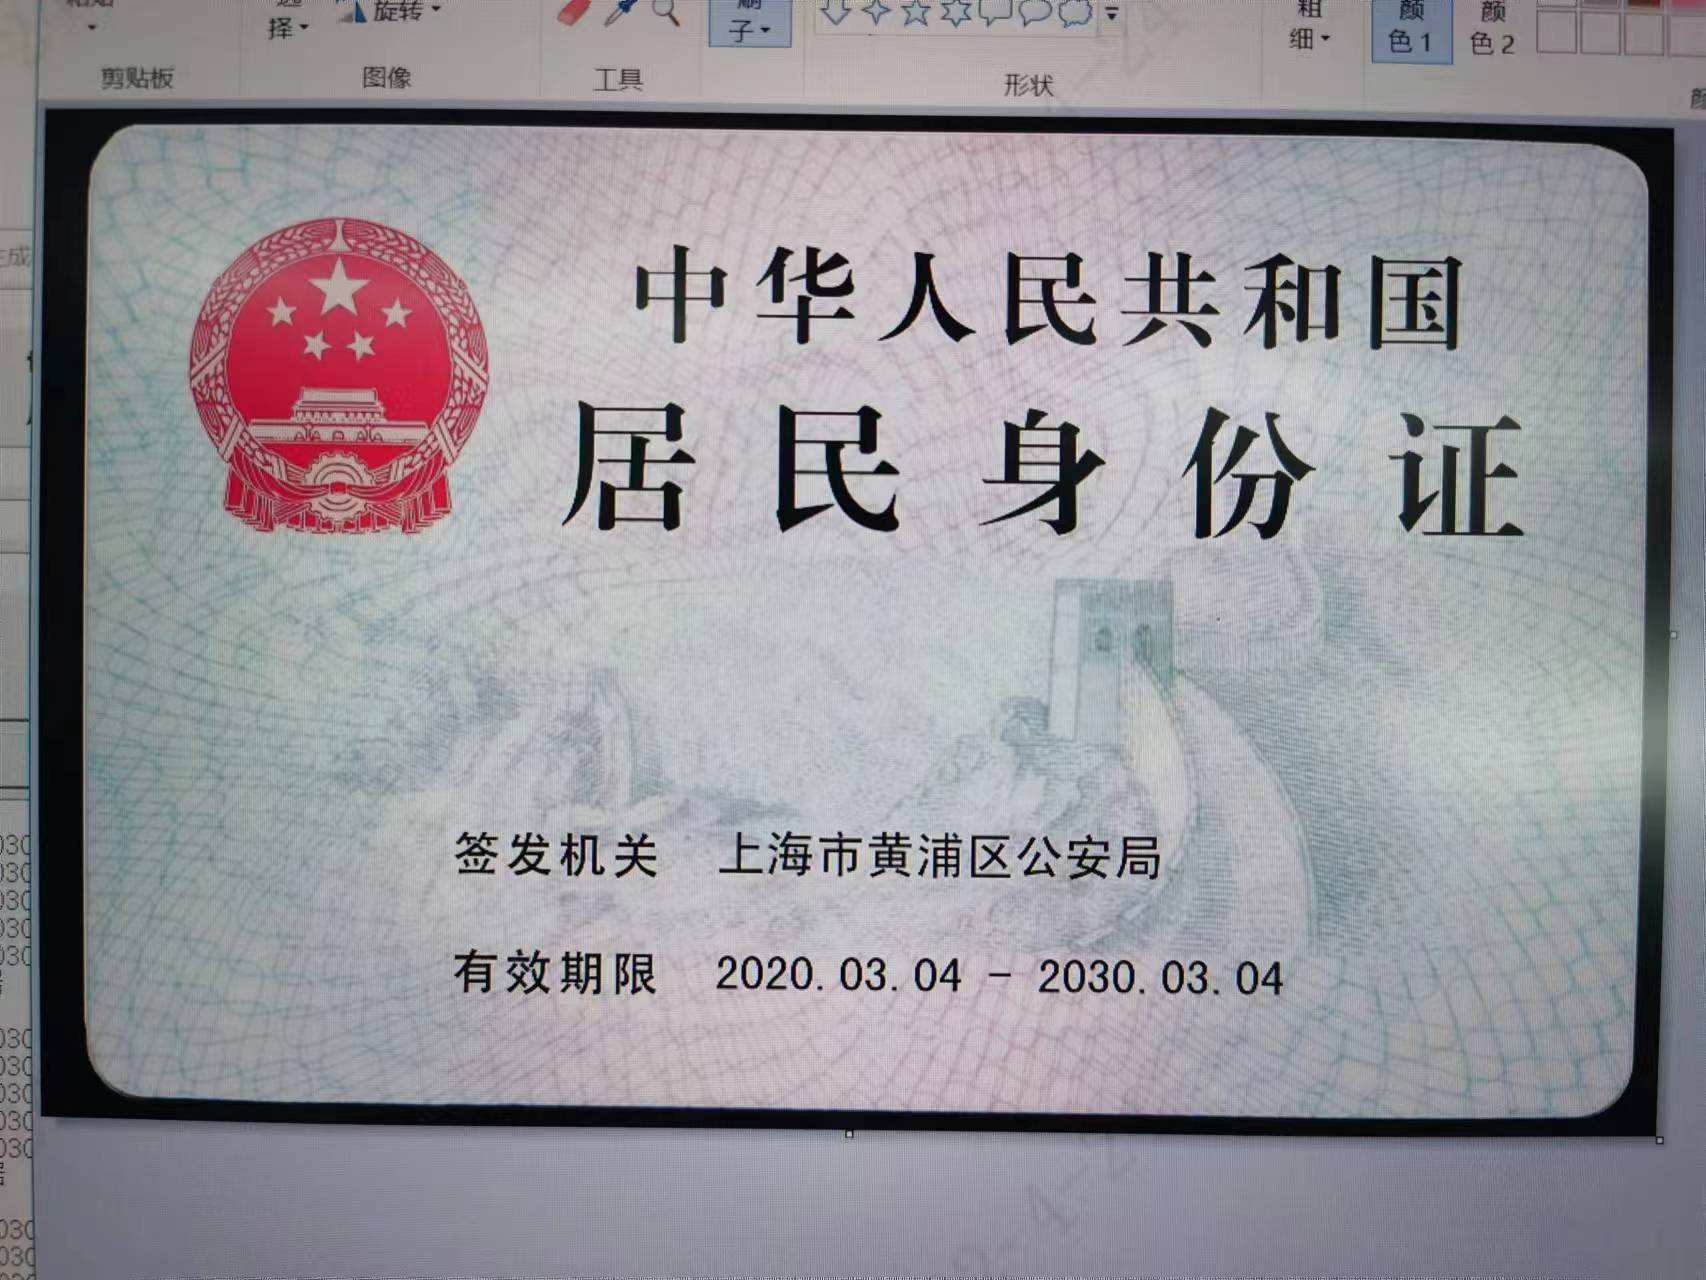 择
旋转
子
粗
细
颜
色1
颜
色2
剪贴板
图像
工具
形状
中华人民共和国
居民身份证
签发机关 上海市黄浦区公安局
有效期限 2020.03.04 - 2030.03.04